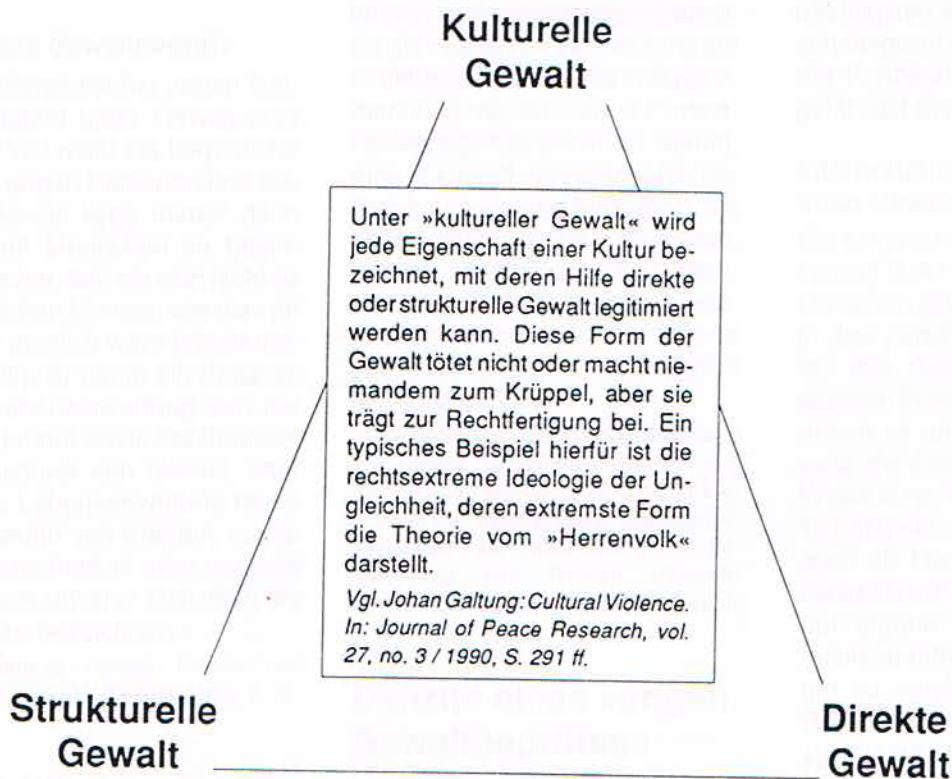 Kulturelle
Gewalt
Unter »kultureller Gewalt« wird
jede Eigenschaft einer Kultur be-
zeichnet, mit deren Hilfe direkte
oder strukturelle Gewalt legitimiert
werden kann. Diese Form der
Gewalt tötet nicht oder macht nie-
mandem zum Krüppel, aber sie
trägt zur Rechtfertigung bei. Ein
typisches Beispiel hierfür ist die
rechtsextreme Ideologie der Un-
gleichheit, deren extremste Form
die Theorie vom »Herrenvolk«
darstellt.
Vgl. Johan Galtung: Cultural Violence.
In: Journal of Peace Research, vol.
27, no. 3 / 1990, S. 291 ff.
Strukturelle
Gewalt
Direkte
Gewalt